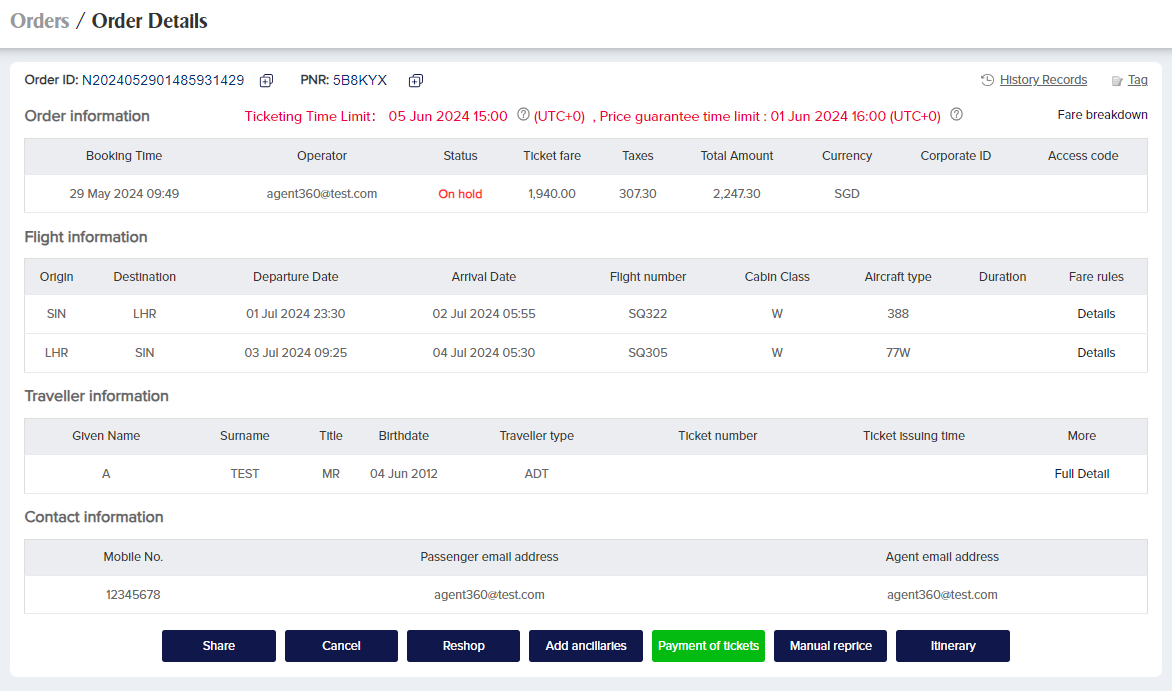 Orders / Order Details
Order ID: N2024052901485931429 PNR: 5B8KYX History Records Tag
Order information Ticketing Time Limit: 05 Jun 2024 15:00 (UTC+0) , Price guarantee time limit : 01 Jun 2024 16:00 (UTC+0) Fare breakdown
Booking Time Operator Status Ticket fare Taxes Total Amount Currency Corporate ID Access code
29 May 2024 09:49 agent360@test.com On hold 1,940.00 307.30 2,247.30 SGD
Flight information
Origin Destination Departure Date Arrival Date Flight number Cabin Class Aircraft type Duration Fare rules
SIN LHR 01 Jul 2024 23:30 02 Jul 2024 05:55 SQ322 W 388 Details
LHR SIN 03 Jul 2024 09:25 04 Jul 2024 05:30 SQ305 W 77W Details
Traveller information
Given Name Surname Title Birthdate Traveller type Ticket number Ticket issuing time More
A TEST MR 04 Jun 2012 ADT Full Detail
Contact information
Mobile No. Passenger email address Agent email address
12345678 agent360@test.com agent360@test.com
Share Cancel Reshop Add ancillaries Payment of tickets Manual reprice Itinerary